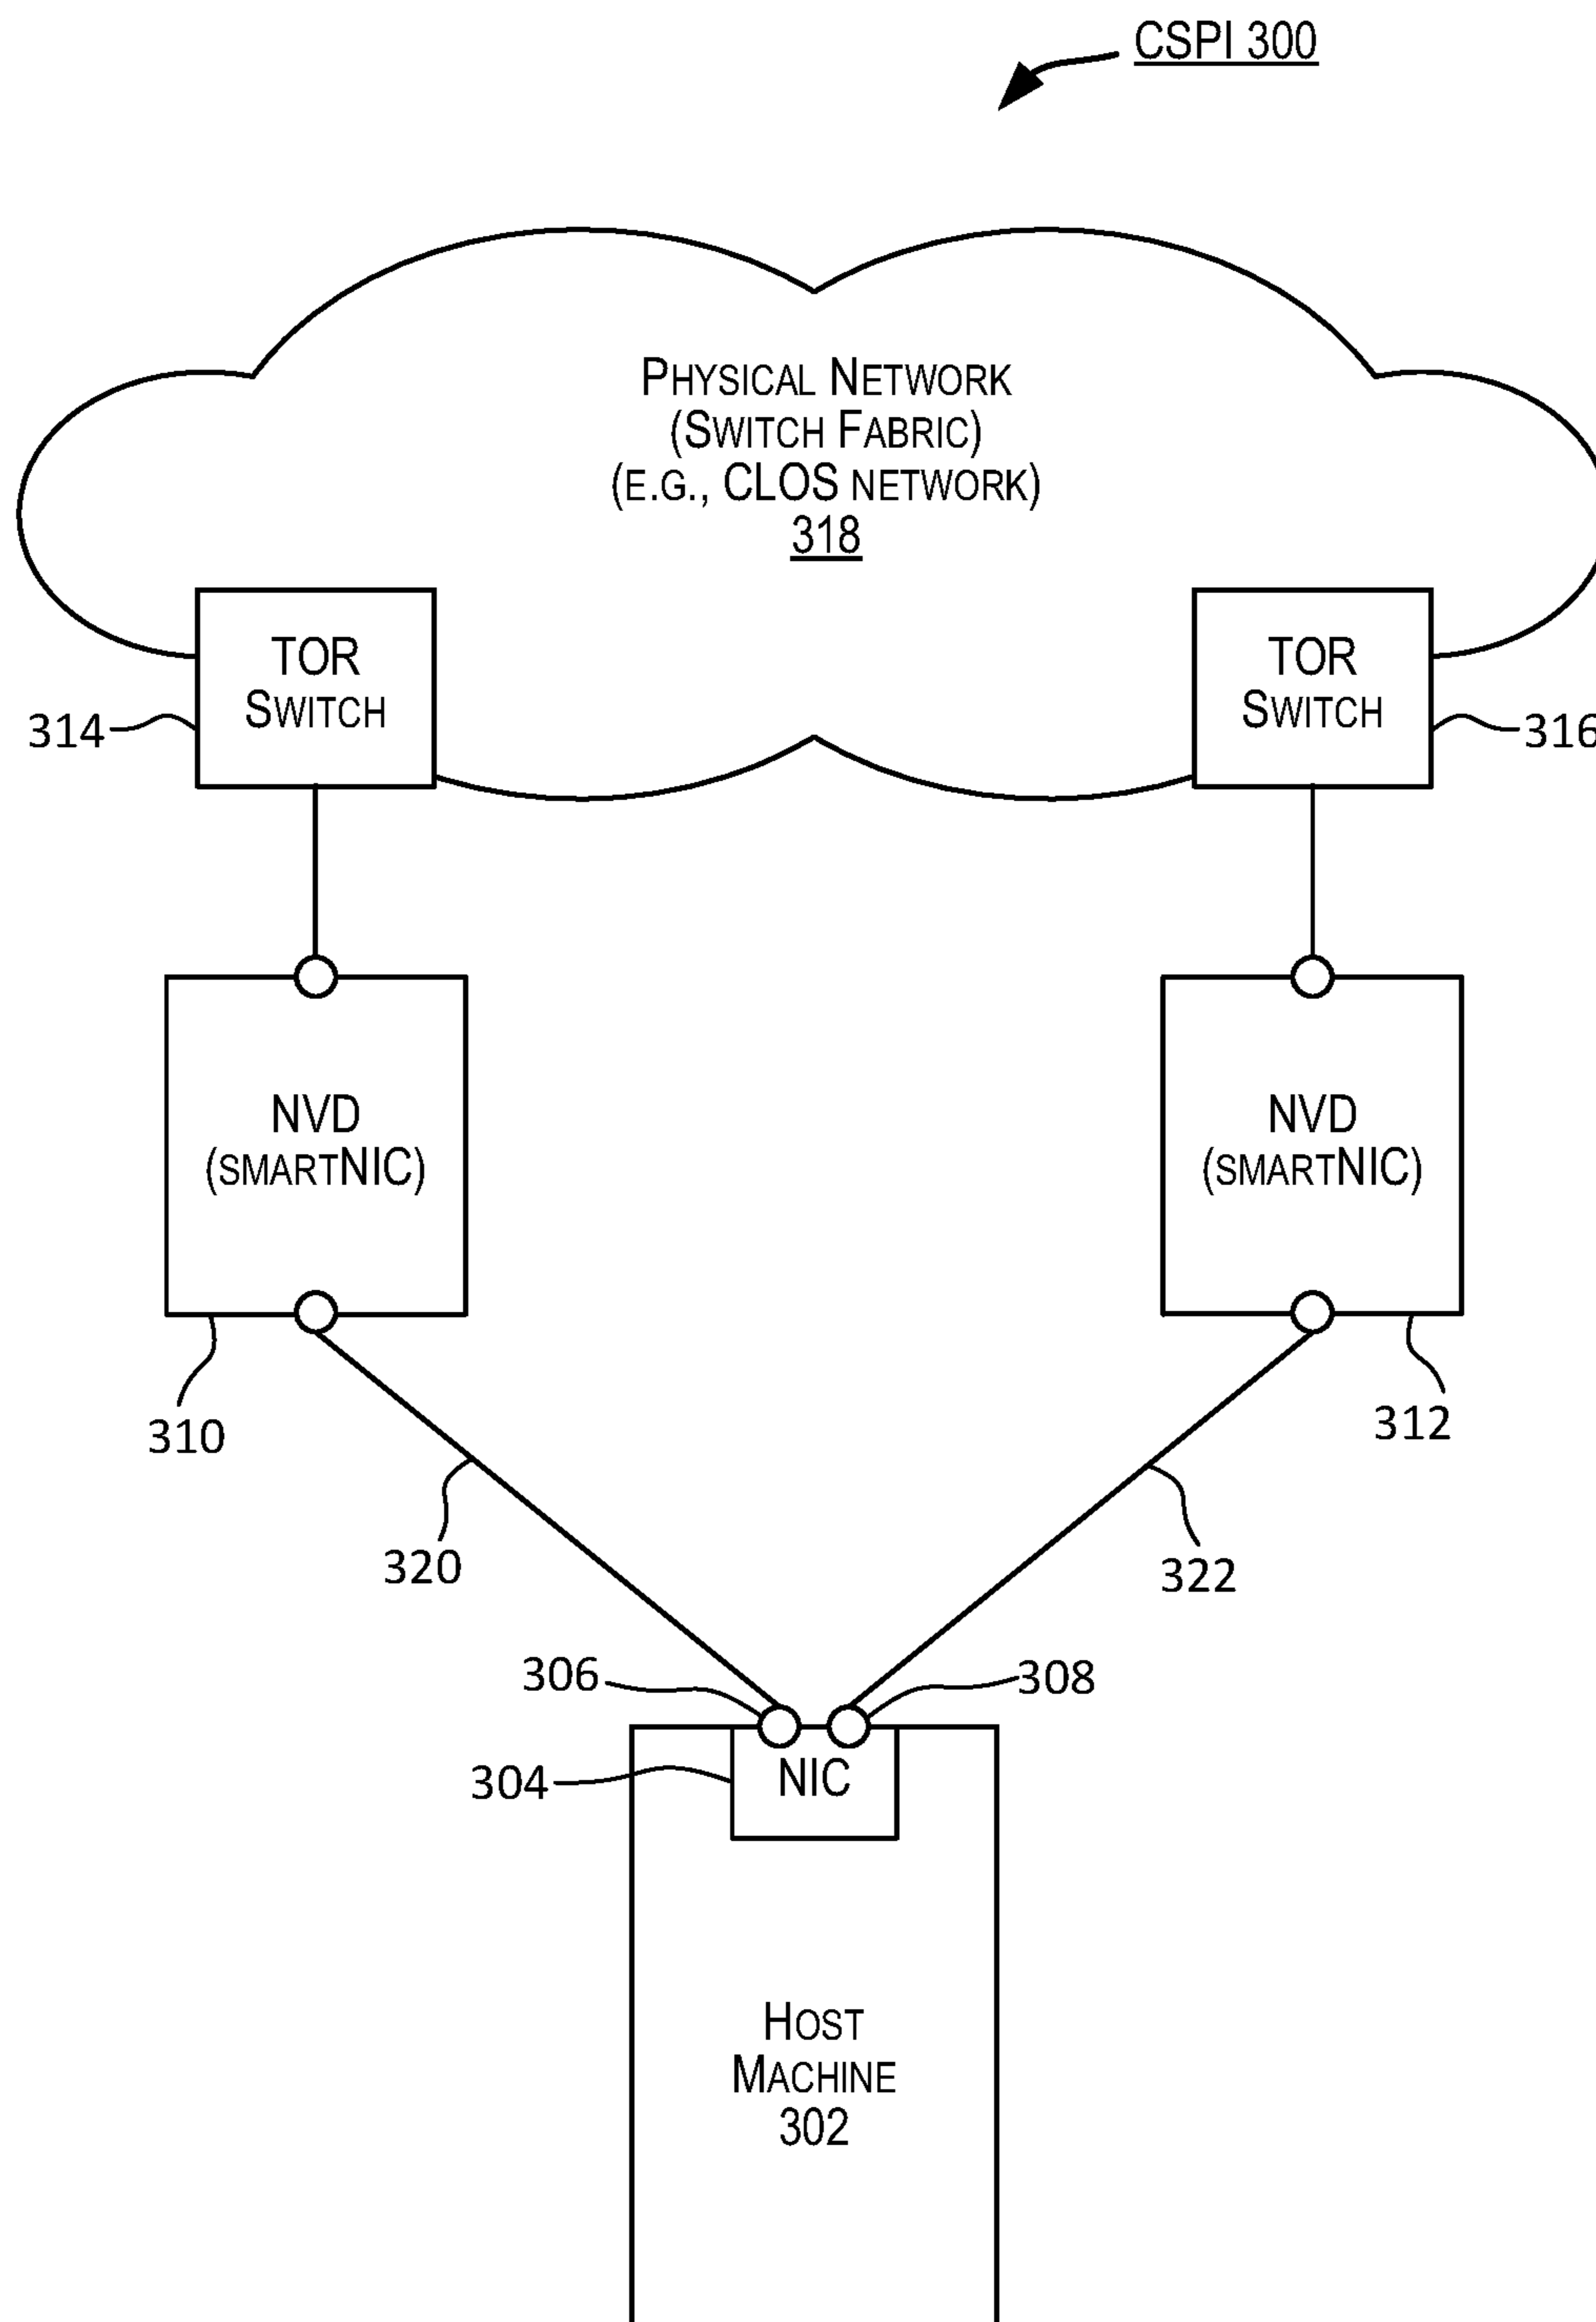 CSPI 300
PHYSICAL NETWORK
(SWITCH FABRIC)
(E.G., CLOS NETWORK)
318
TOR
SWITCH
314
TOR
SWITCH
316
NVD
(SMARTNIC)
NVD
(SMARTNIC)
310
312
320
322
306
308
304
NIC
HOST
MACHINE
302